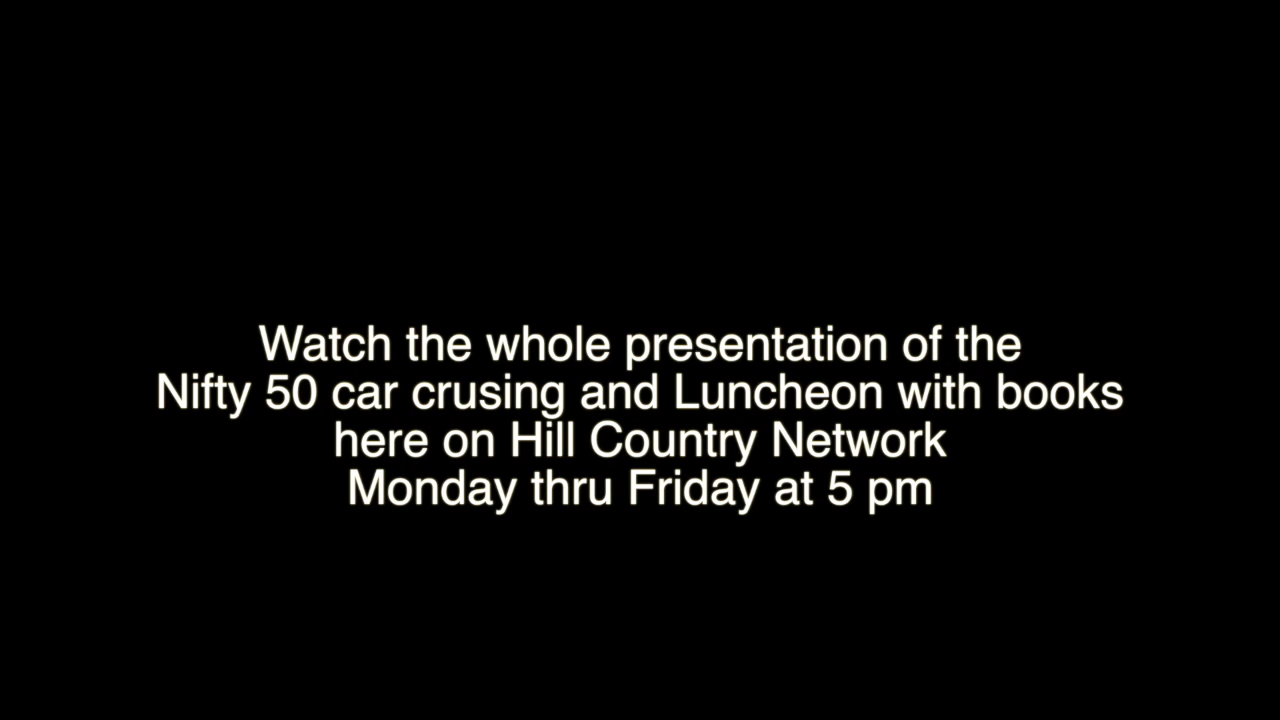 Watch the whole presentation of the
Nifty 50 car crusing and Luncheon with books
here on Hill Country Network
Monday thru Friday at 5 pm